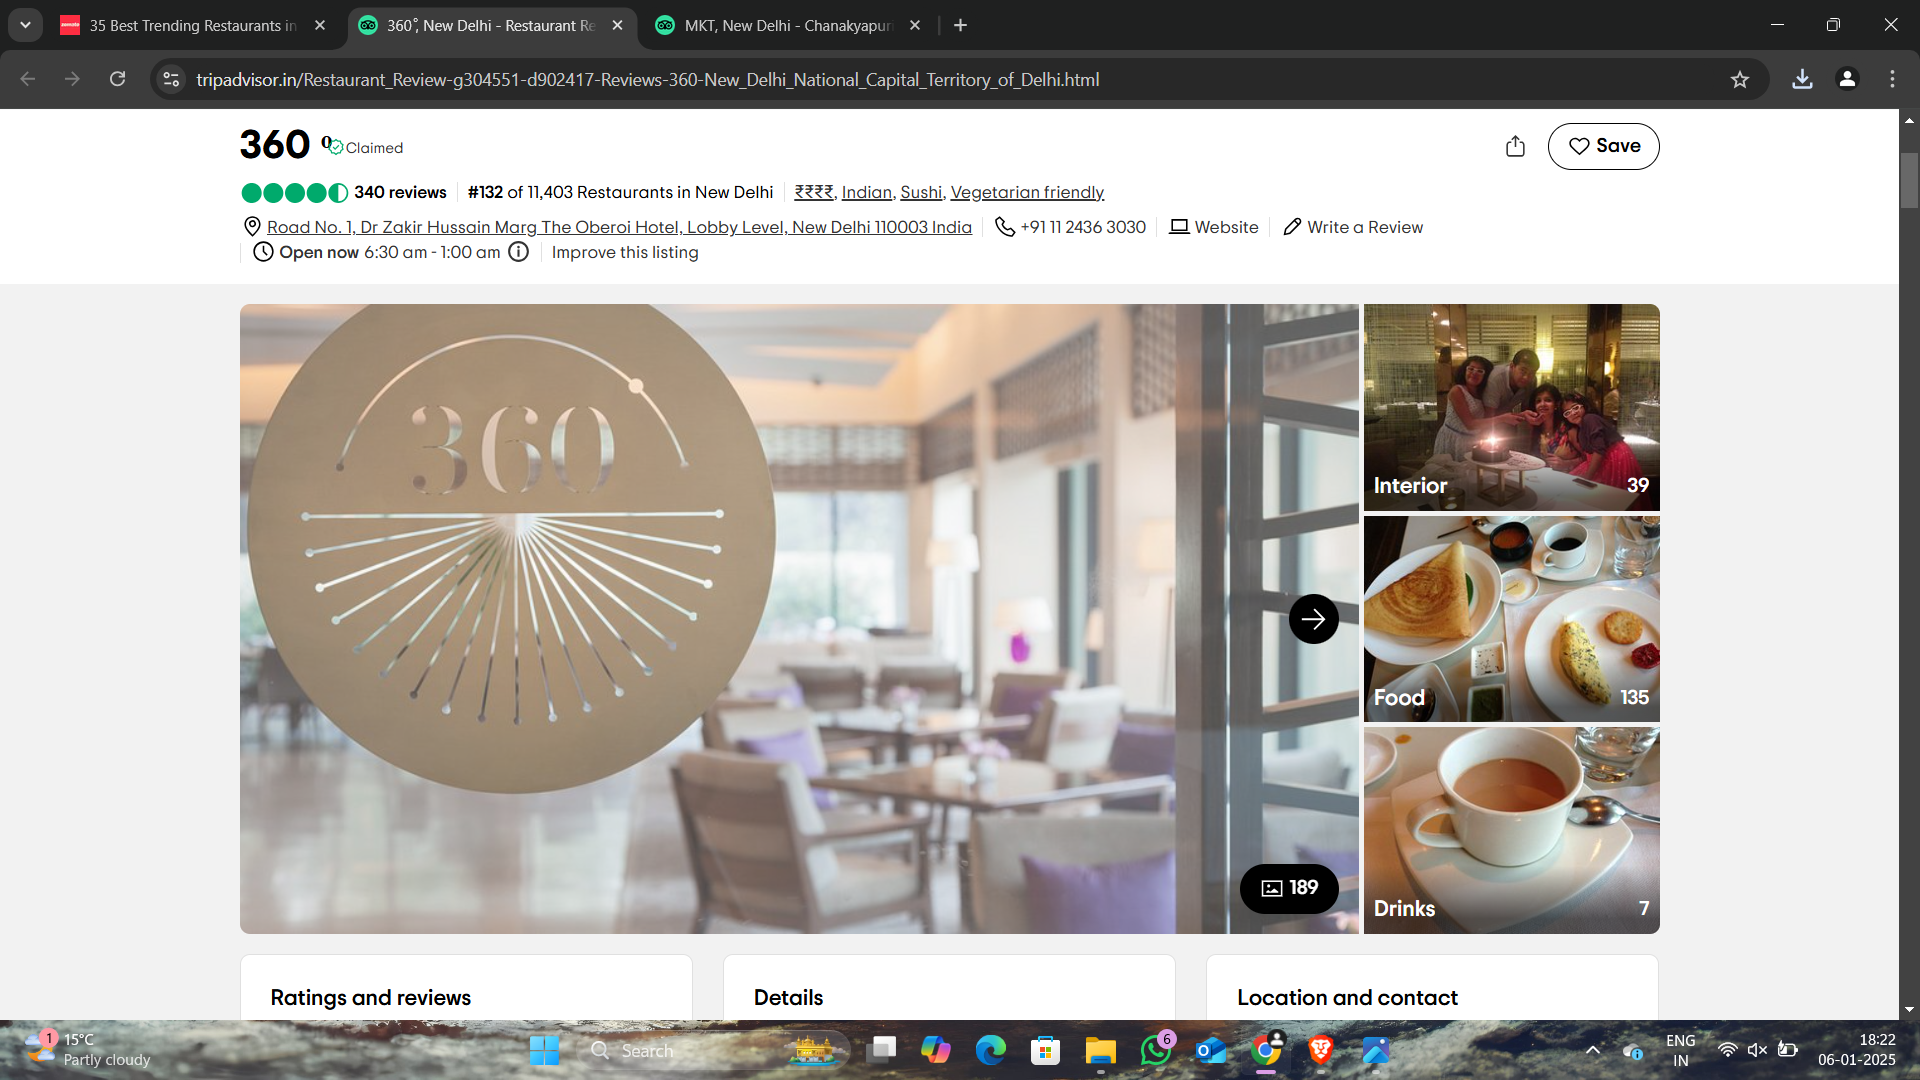 35 Best Trending Restaurants in
360°, New Delhi - Restaurant Re
MKT, New Delhi - Chanakyapuri
tripadvisor.in/Restaurant_Review-g304551-d902417-Reviews-360-New_Delhi_National_Capital_Territory_of_Delhi.html
360 º Claimed
Save
340 reviews #132 of 11,403 Restaurants in New Delhi ₹₹₹₹, Indian, Sushi, Vegetarian friendly
Road No. 1, Dr Zakir Hussain Marg The Oberoi Hotel, Lobby Level, New Delhi 110003 India +91 11 2436 3030 Website Write a Review
Open now 6:30 am - 1:00 am Improve this listing
360
Interior 39
Food 135
Drinks 7
189
Ratings and reviews
Details
Location and contact
1
15°C
Partly cloudy
Search
6
ENG
IN
18:22
06-01-2025